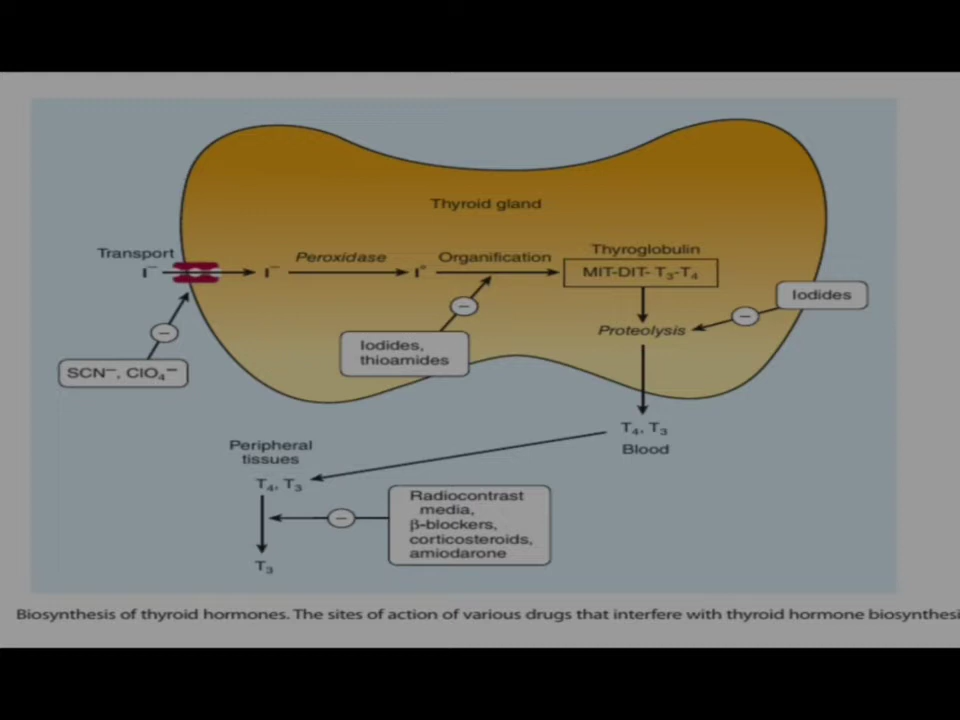 Thyroid gland
Transport
I⁻
I⁻
Peroxidase
I°
Organification
Thyroglobulin
MIT-DIT- T₃-T₄
Iodides
−
Proteolysis
−
Iodides,
thioamides
−
SCN⁻, ClO₄⁻
T₄, T₃
Blood
Peripheral
tissues
T₄, T₃
−
Radiocontrast
media,
β-blockers,
corticosteroids,
amiodarone
T₃
Biosynthesis of thyroid hormones. The sites of action of various drugs that interfere with thyroid hormone biosynthesi